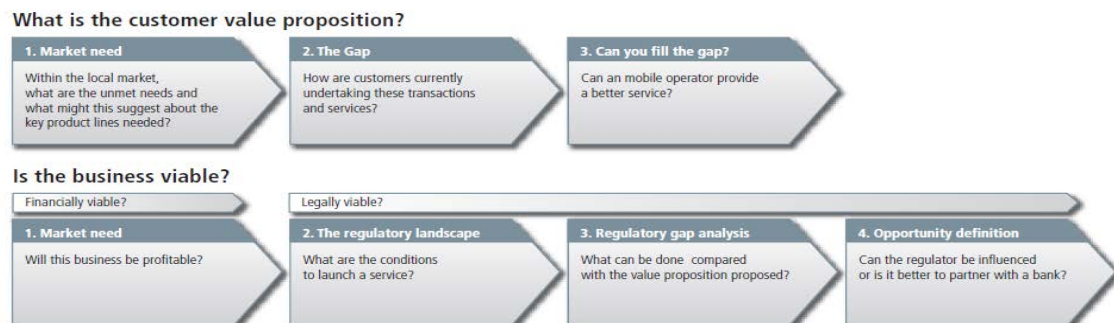 What is the customer value proposition?
1. Market need
Within the local market,
what are the unmet needs and
what might this suggest about the
key product lines needed?
2. The Gap
How are customers currently
undertaking these transactions
and services?
3. Can you fill the gap?
Can an mobile operator provide
a better service?
Is the business viable?
Financially viable?
Legally viable?
1. Market need
Will this business be profitable?
2. The regulatory landscape
What are the conditions
to launch a service?
3. Regulatory gap analysis
What can be done compared
with the value proposition proposed?
4. Opportunity definition
Can the regulator be influenced
or is it better to partner with a bank?